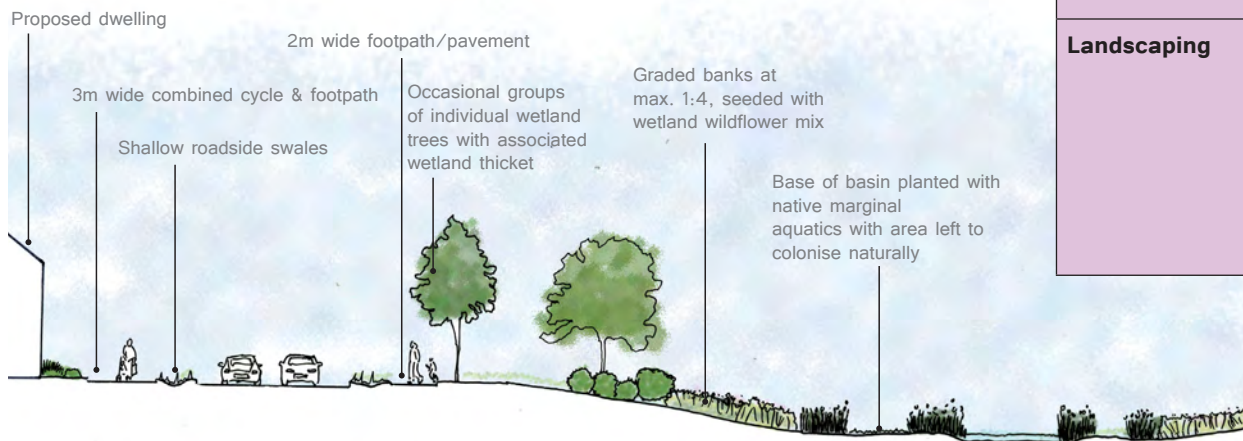 Proposed dwelling
2m wide footpath/pavement
3m wide combined cycle & footpath
Shallow roadside swales
Occasional groups
of individual wetland
trees with associated
wetland thicket
Graded banks at
max. 1:4, seeded with
wetland wildflower mix
Base of basin planted with
native marginal
aquatics with area left to
colonise naturally
Landscaping